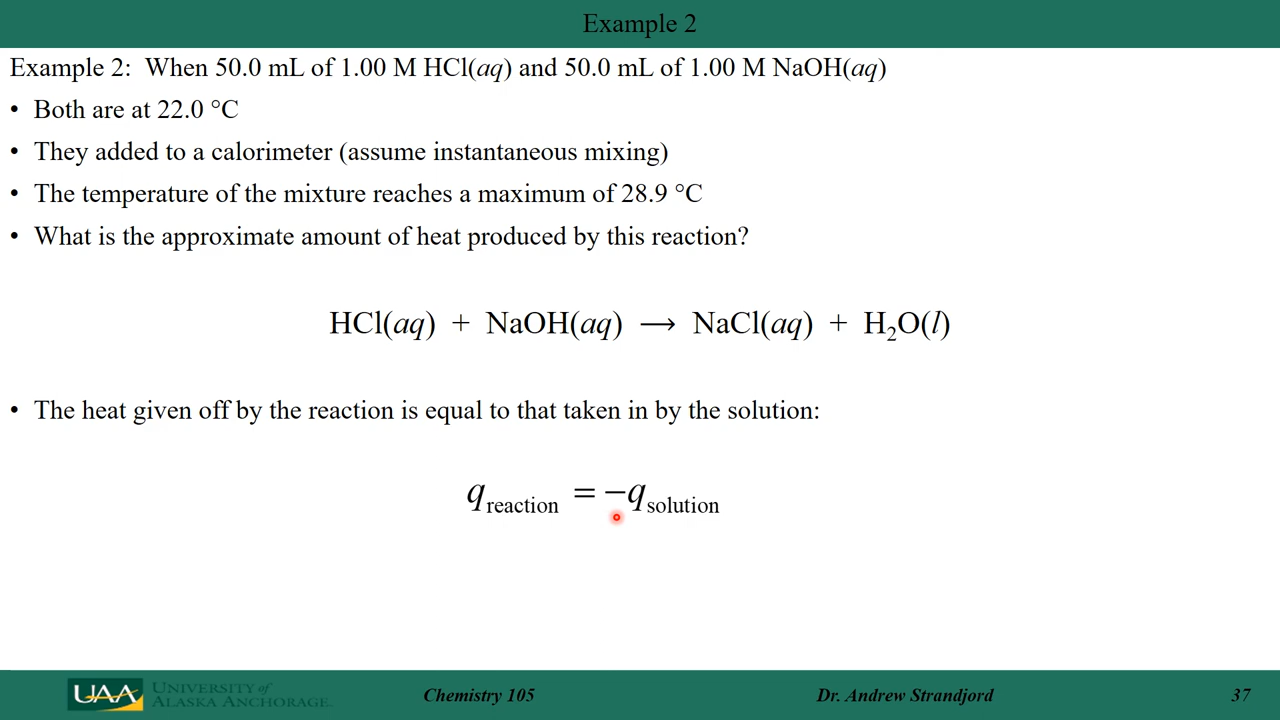 Example 2
Example 2:  When 50.0 mL of 1.00 M HCl(aq) and 50.0 mL of 1.00 M NaOH(aq)
• Both are at 22.0 °C
• They added to a calorimeter (assume instantaneous mixing)
• The temperature of the mixture reaches a maximum of 28.9 °C
• What is the approximate amount of heat produced by this reaction?
HCl(aq) + NaOH(aq) ⟶ NaCl(aq) + H₂O(l)
• The heat given off by the reaction is equal to that taken in by the solution:
q reaction = −q solution
UAA UNIVERSITY of
ALASKA ANCHORAGE.
Chemistry 105
Dr. Andrew Strandjord
37